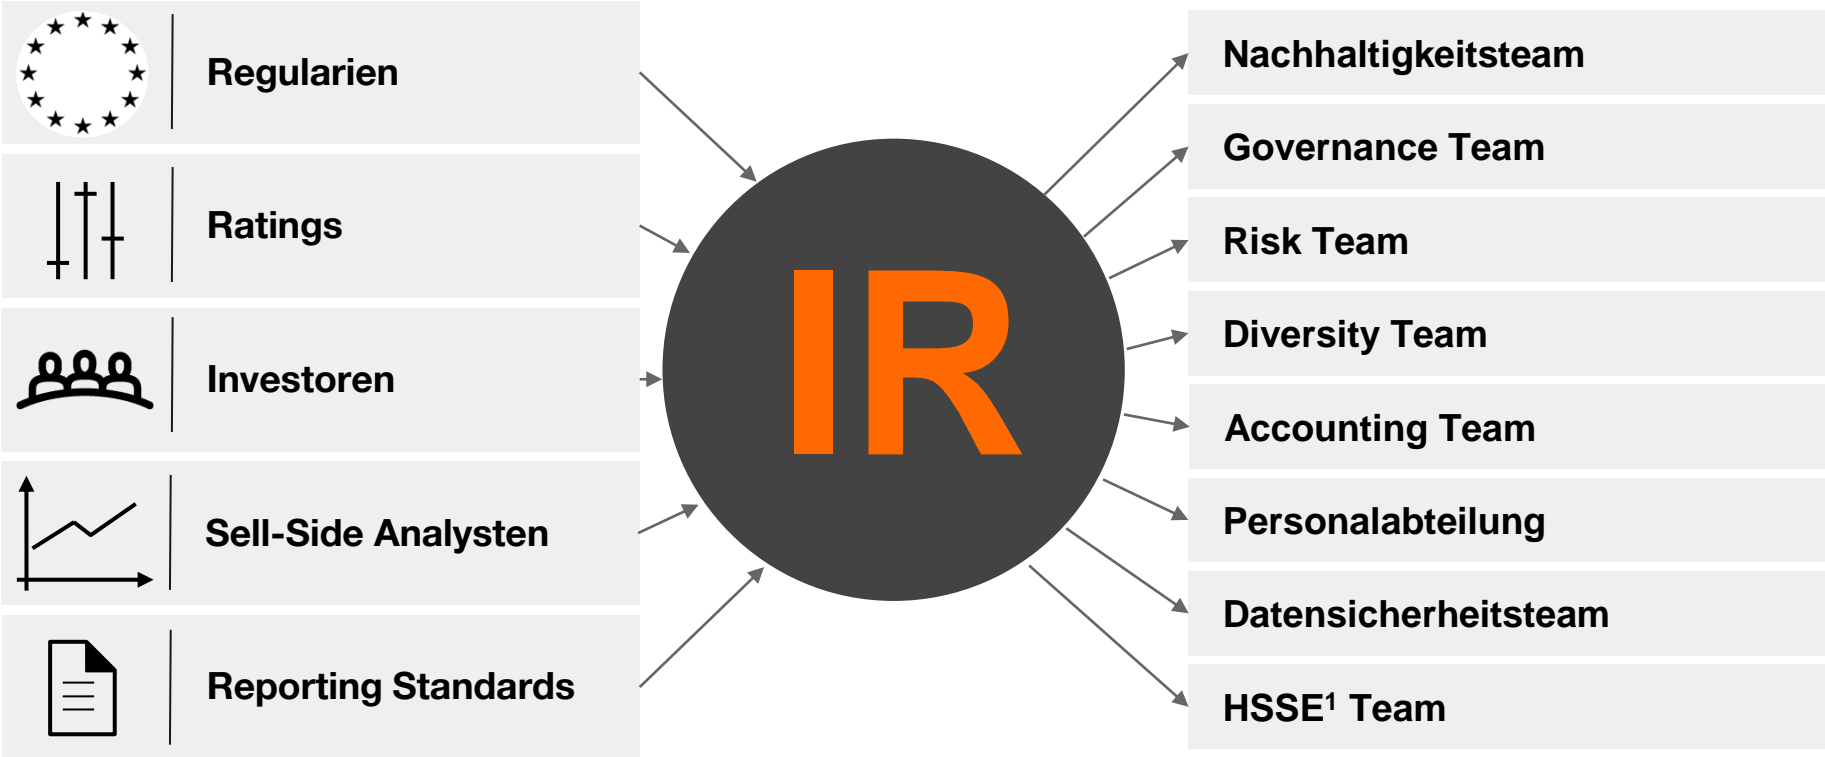 Regularien
Ratings
Investoren
Sell-Side Analysten
Reporting Standards
IR
Nachhaltigkeitsteam
Governance Team
Risk Team
Diversity Team
Accounting Team
Personalabteilung
Datensicherheitsteam
HSSE¹ Team